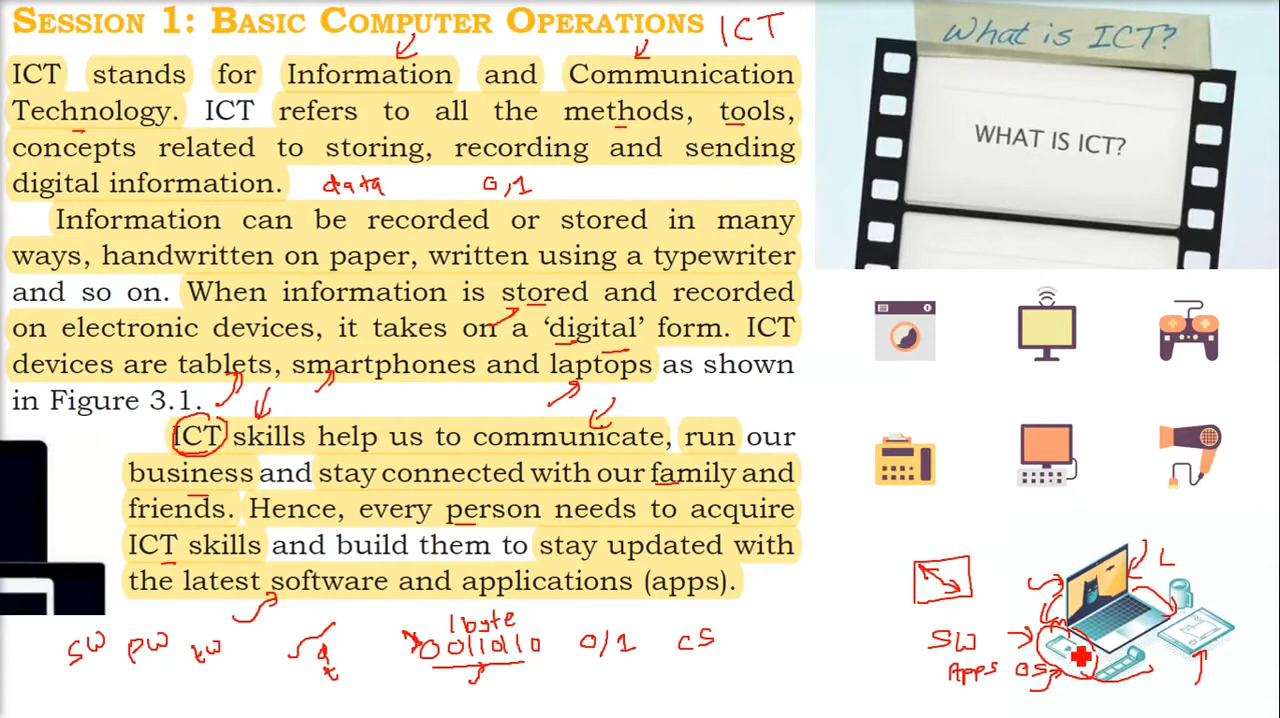 SESSION 1: BASIC COMPUTER OPERATIONS
ICT
ICT stands for Information and Communication
Technology. ICT refers to all the methods, tools,
concepts related to storing, recording and sending
digital information.
data 0,1
Information can be recorded or stored in many
ways, handwritten on paper, written using a typewriter
and so on. When information is stored and recorded
on electronic devices, it takes on a ‘digital’ form. ICT
devices are tablets, smartphones and laptops as shown
in Figure 3.1.
ICT skills help us to communicate, run our
business and stay connected with our family and
friends. Hence, every person needs to acquire
ICT skills and build them to stay updated with
the latest software and applications (apps).
1byte
SW PW tw 00110110 0/1 CS
What is ICT?
WHAT IS ICT?
L
SW
Apps OS